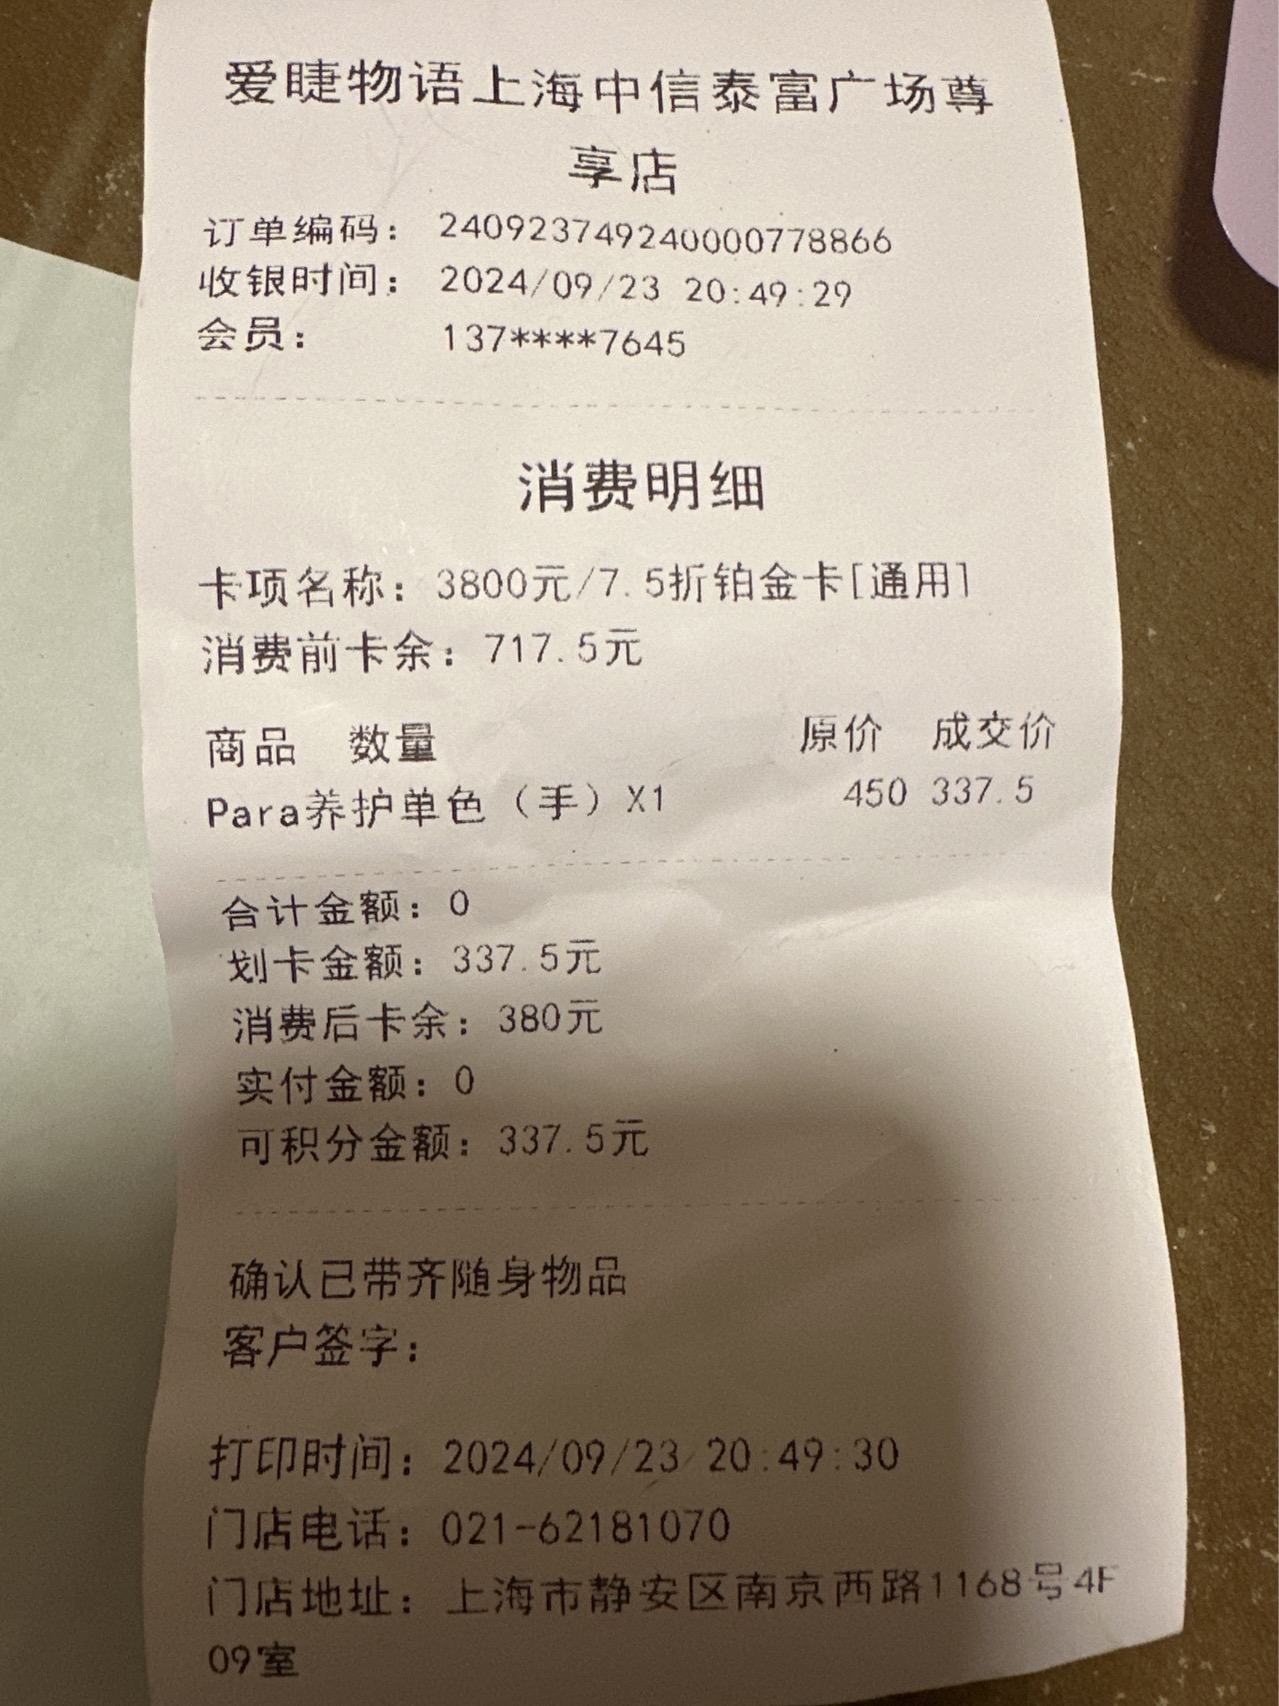 爱睫物语上海中信泰富广场尊
享店
订单编码： 240923749240000778866
收银时间： 2024/09/23 20:49:29
会员： 137****7645
消费明细
卡项名称：3800元/7.5折铂金卡[通用]
消费前卡余：717.5元
商品 数量 原价 成交价
Para养护单色（手）X1 450 337.5
合计金额：0
划卡金额：337.5元
消费后卡余：380元
实付金额：0
可积分金额：337.5元
确认已带齐随身物品
客户签字：
打印时间：2024/09/23 20:49:30
门店电话：021-62181070
门店地址：上海市静安区南京西路1168号4F
09室